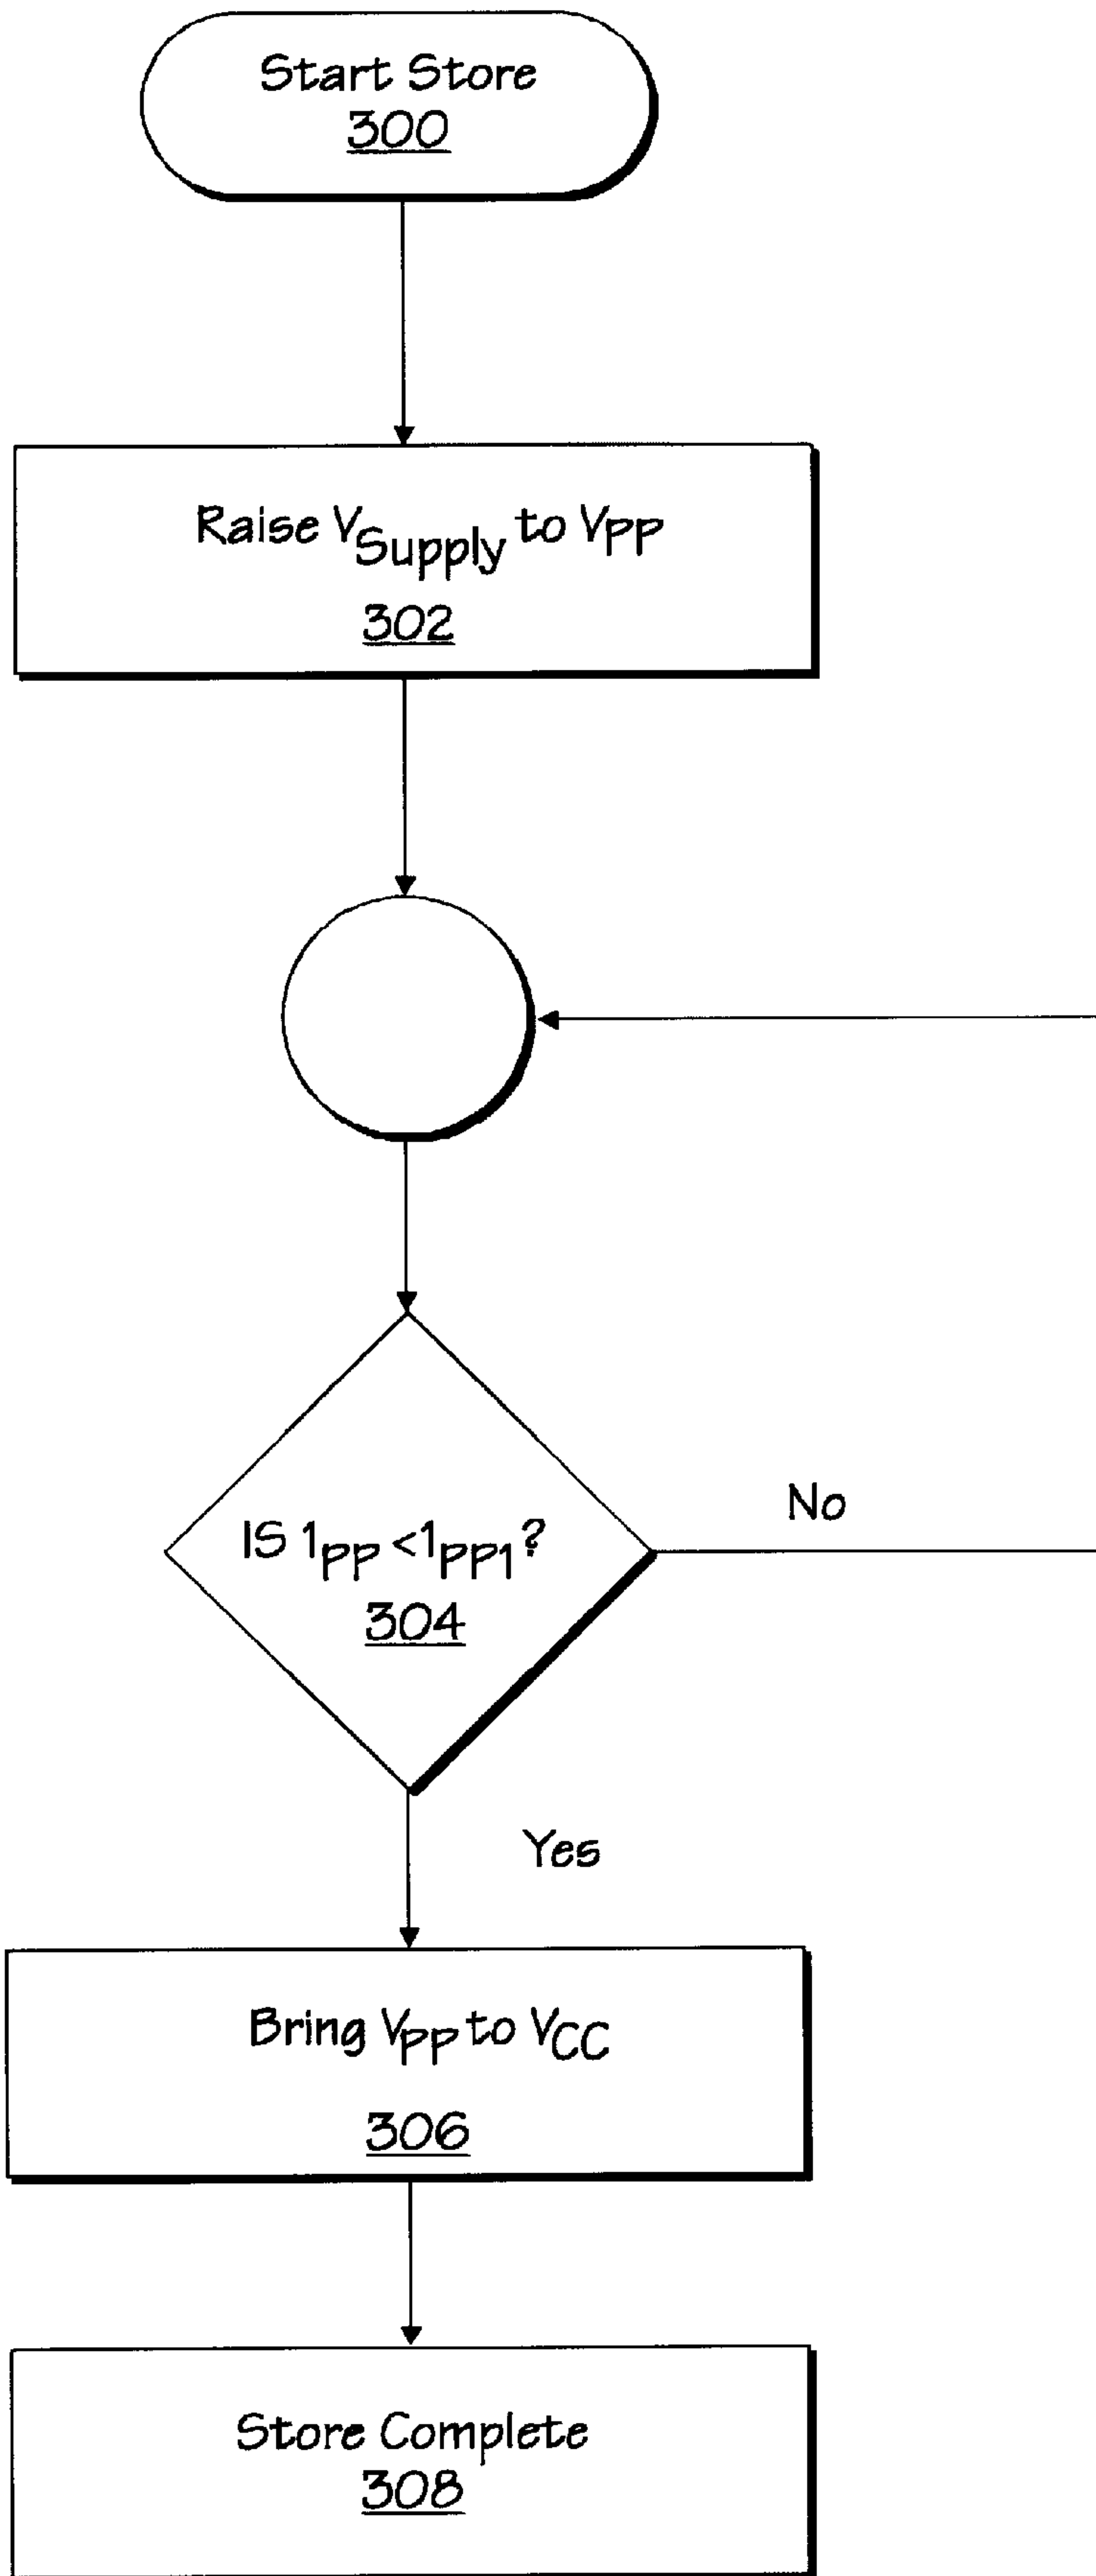 Start Store
300
Raise VSupply to VPP
302
No
IS 1PP <1PP1?
304
Yes
Bring VPP to VCC
306
Store Complete
308